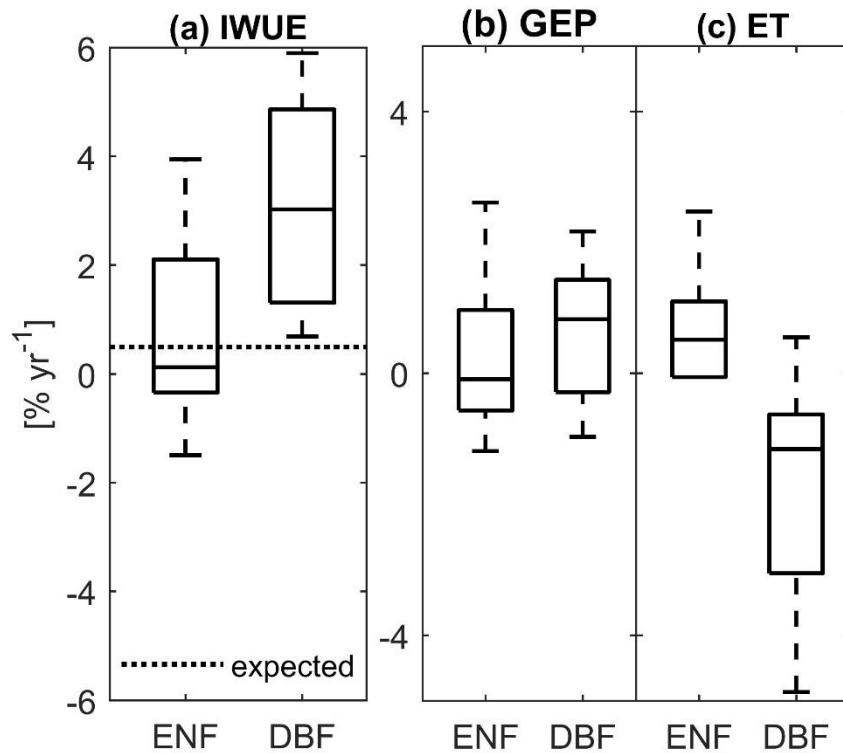 (a) IWUE (b) GEP (c) ET
6
4
2
0
-2
-4
-6
[% yr⁻¹]
expected
4
0
-4
ENF DBF ENF DBF ENF DBF